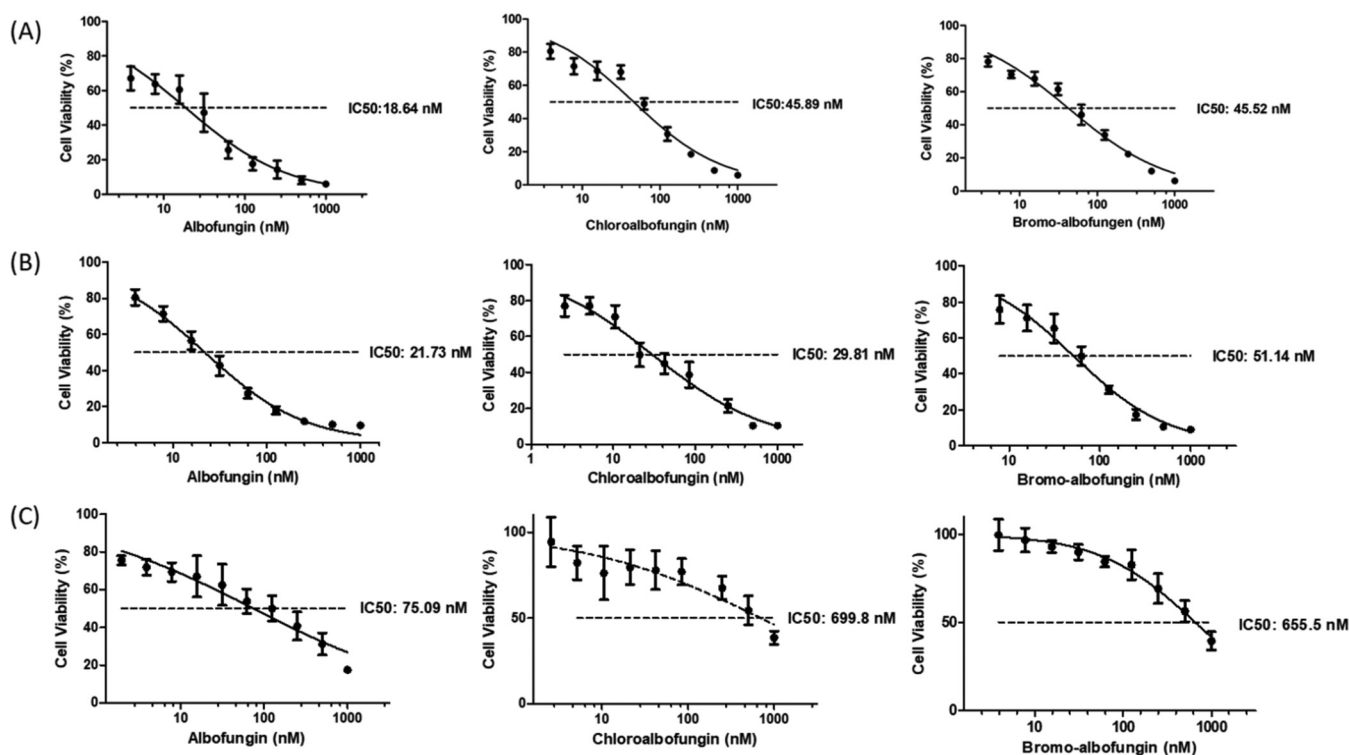 (A)
100
80
60
40
20
0
Cell Viability (%)
10
100
1000
Albofungin (nM)
IC50:18.64 nM
100
80
60
40
20
0
Cell Viability (%)
10
100
1000
Chloroalbofungin (nM)
IC50:45.89 nM
100
80
60
40
20
0
Cell Viability (%)
10
100
1000
Bromo-albofungen (nM)
IC50: 45.52 nM
(B)
100
80
60
40
20
0
Cell Viability (%)
10
100
1000
Albofungin (nM)
IC50: 21.73 nM
100
80
60
40
20
0
Cell Viability (%)
1
10
100
1000
Chloroalbofungin (nM)
IC50: 29.81 nM
100
80
60
40
20
0
Cell Viability (%)
10
100
1000
Bromo-albofungin (nM)
IC50: 51.14 nM
(C)
100
80
60
40
20
0
Cell Viability (%)
10
100
1000
Albofungin (nM)
IC50: 75.09 nM
100
50
0
Cell Viability (%)
10
100
1000
Chloroalbofungin (nM)
IC50: 699.8 nM
100
50
0
Cell Viability (%)
10
100
1000
Bromo-albofungin (nM)
IC50: 655.5 nM